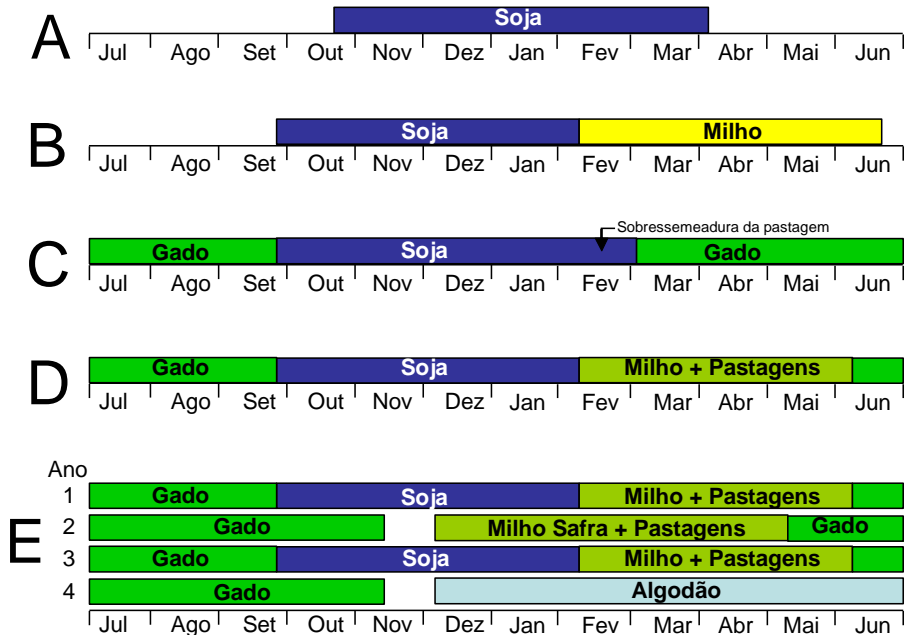 Soja
A
Jul Ago Set Out Nov Dez Jan Fev Mar Abr Mai Jun
Soja Milho
B
Jul Ago Set Out Nov Dez Jan Fev Mar Abr Mai Jun
Sobressemeadura da pastagem
Gado Soja Gado
C
Jul Ago Set Out Nov Dez Jan Fev Mar Abr Mai Jun
Gado Soja Milho + Pastagens
D
Jul Ago Set Out Nov Dez Jan Fev Mar Abr Mai Jun
Ano
1 Gado Soja Milho + Pastagens
2 Gado Milho Safra + Pastagens Gado
E
3 Gado Soja Milho + Pastagens
4 Gado Algodão
Jul Ago Set Out Nov Dez Jan Fev Mar Abr Mai Jun